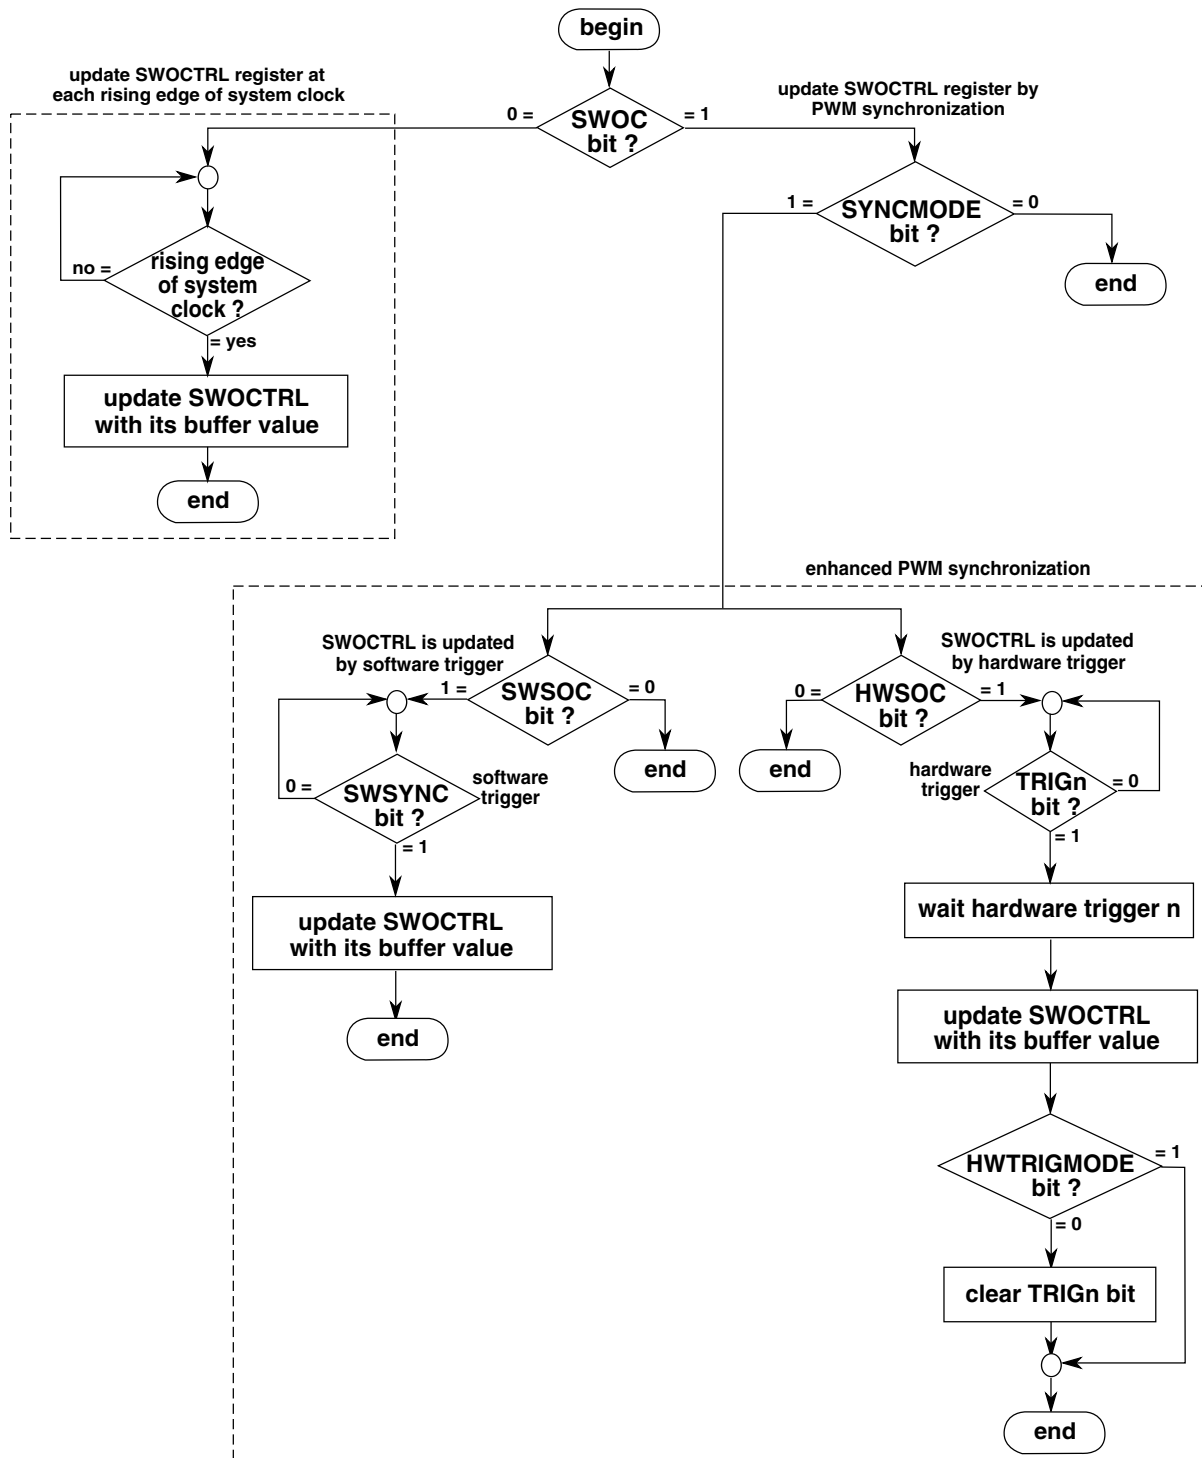 begin
update SWOCTRL register at
each rising edge of system clock
update SWOCTRL register by
PWM synchronization
0 =
SWOC
bit ?
= 1
1 =
SYNCMODE
bit ?
= 0
end
no =
rising edge
of system
clock ?
= yes
update SWOCTRL
with its buffer value
end
enhanced PWM synchronization
SWOCTRL is updated
by software trigger
SWOCTRL is updated
by hardware trigger
1 =
SWSOC
bit ?
= 0
end
0 =
HWSOC
bit ?
= 1
end
0 =
SWSYNC
bit ?
software
trigger
= 1
update SWOCTRL
with its buffer value
end
hardware
trigger
TRIGn
bit ?
= 0
= 1
wait hardware trigger n
update SWOCTRL
with its buffer value
HWTRIGMODE
bit ?
= 1
= 0
clear TRIGn bit
end